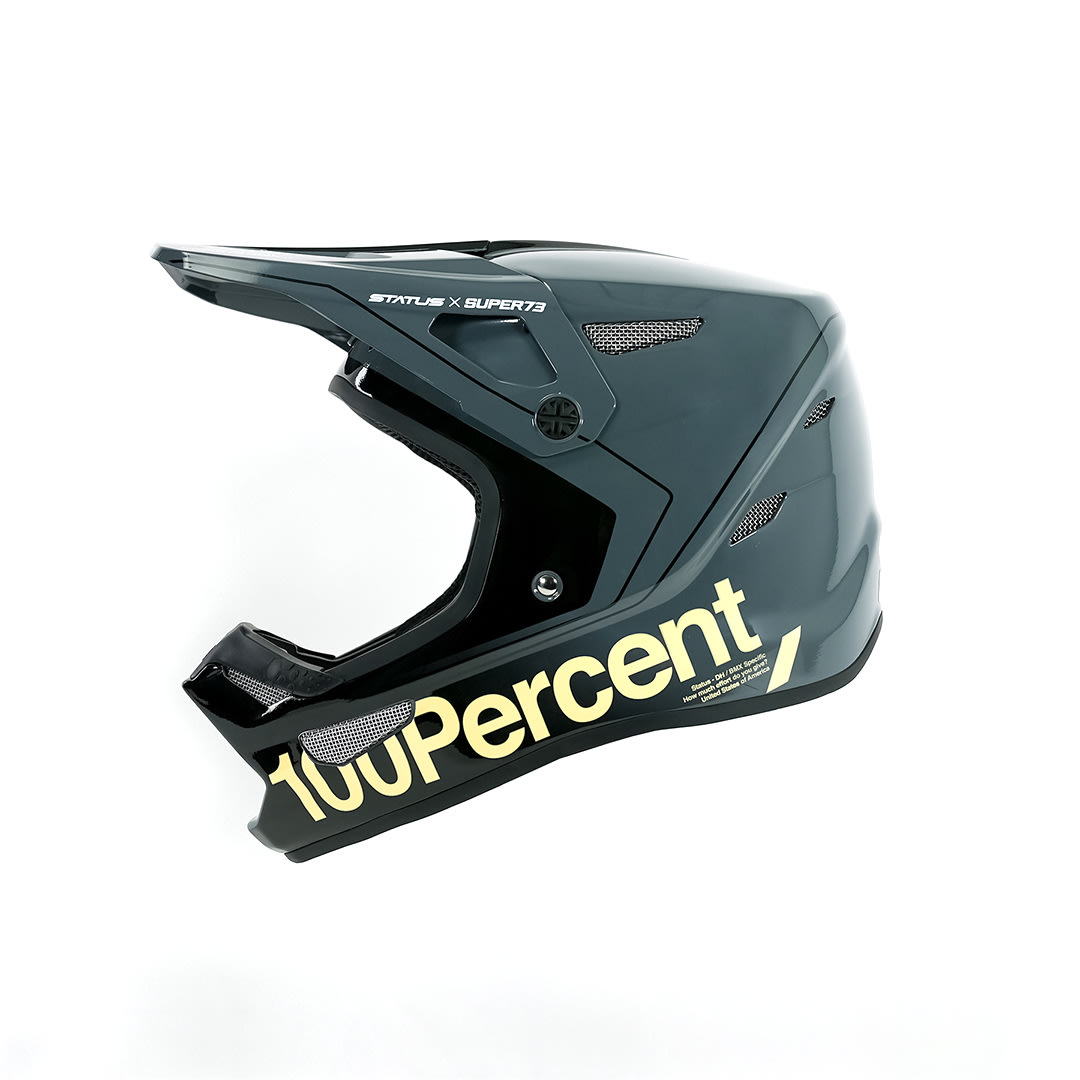 STATUS X SUPER73
100Percent
Status - DH / BMX Specific
How much effort do you give?
United States of America